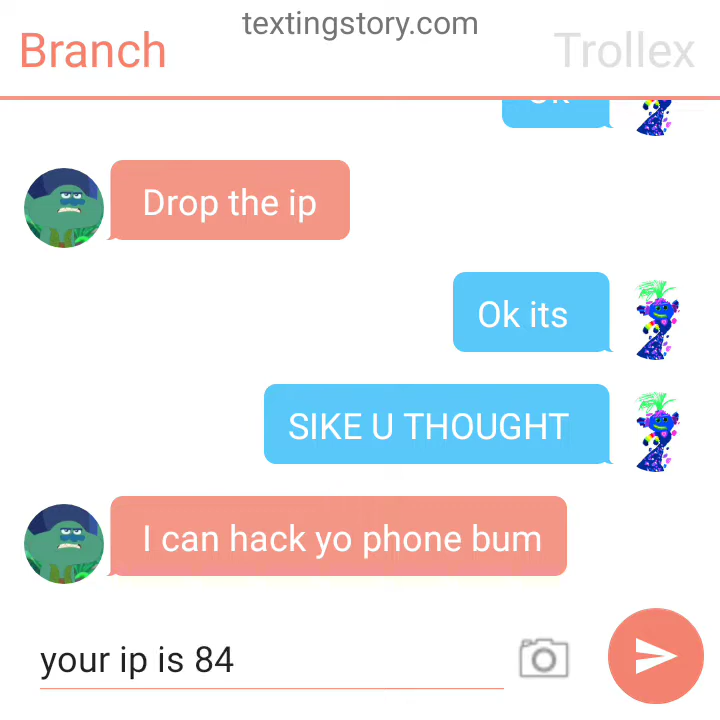 textingstory.com
Branch
Trollex
Drop the ip
Ok its
SIKE U THOUGHT
I can hack yo phone bum
your ip is 84